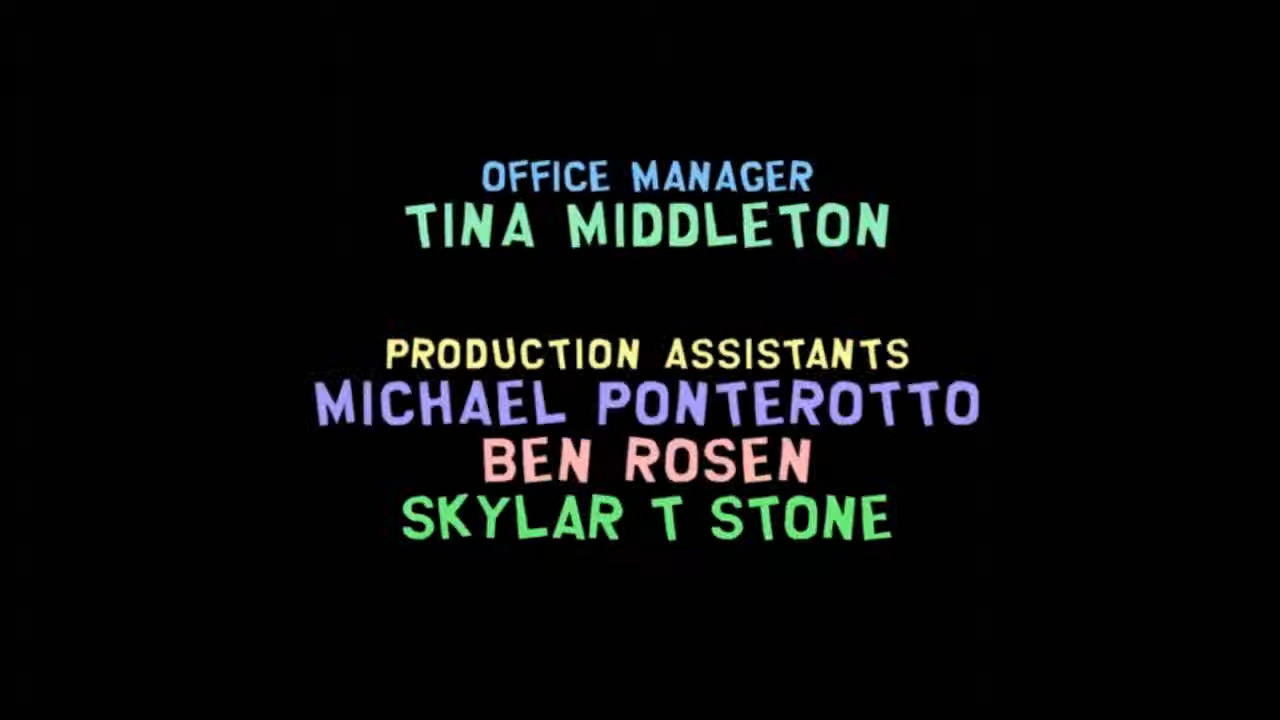 OFFICE MANAGER
TINA MIDDLETON
PRODUCTION ASSISTANTS
MICHAEL PONTEROTTO
BEN ROSEN
SKYLAR T STONE